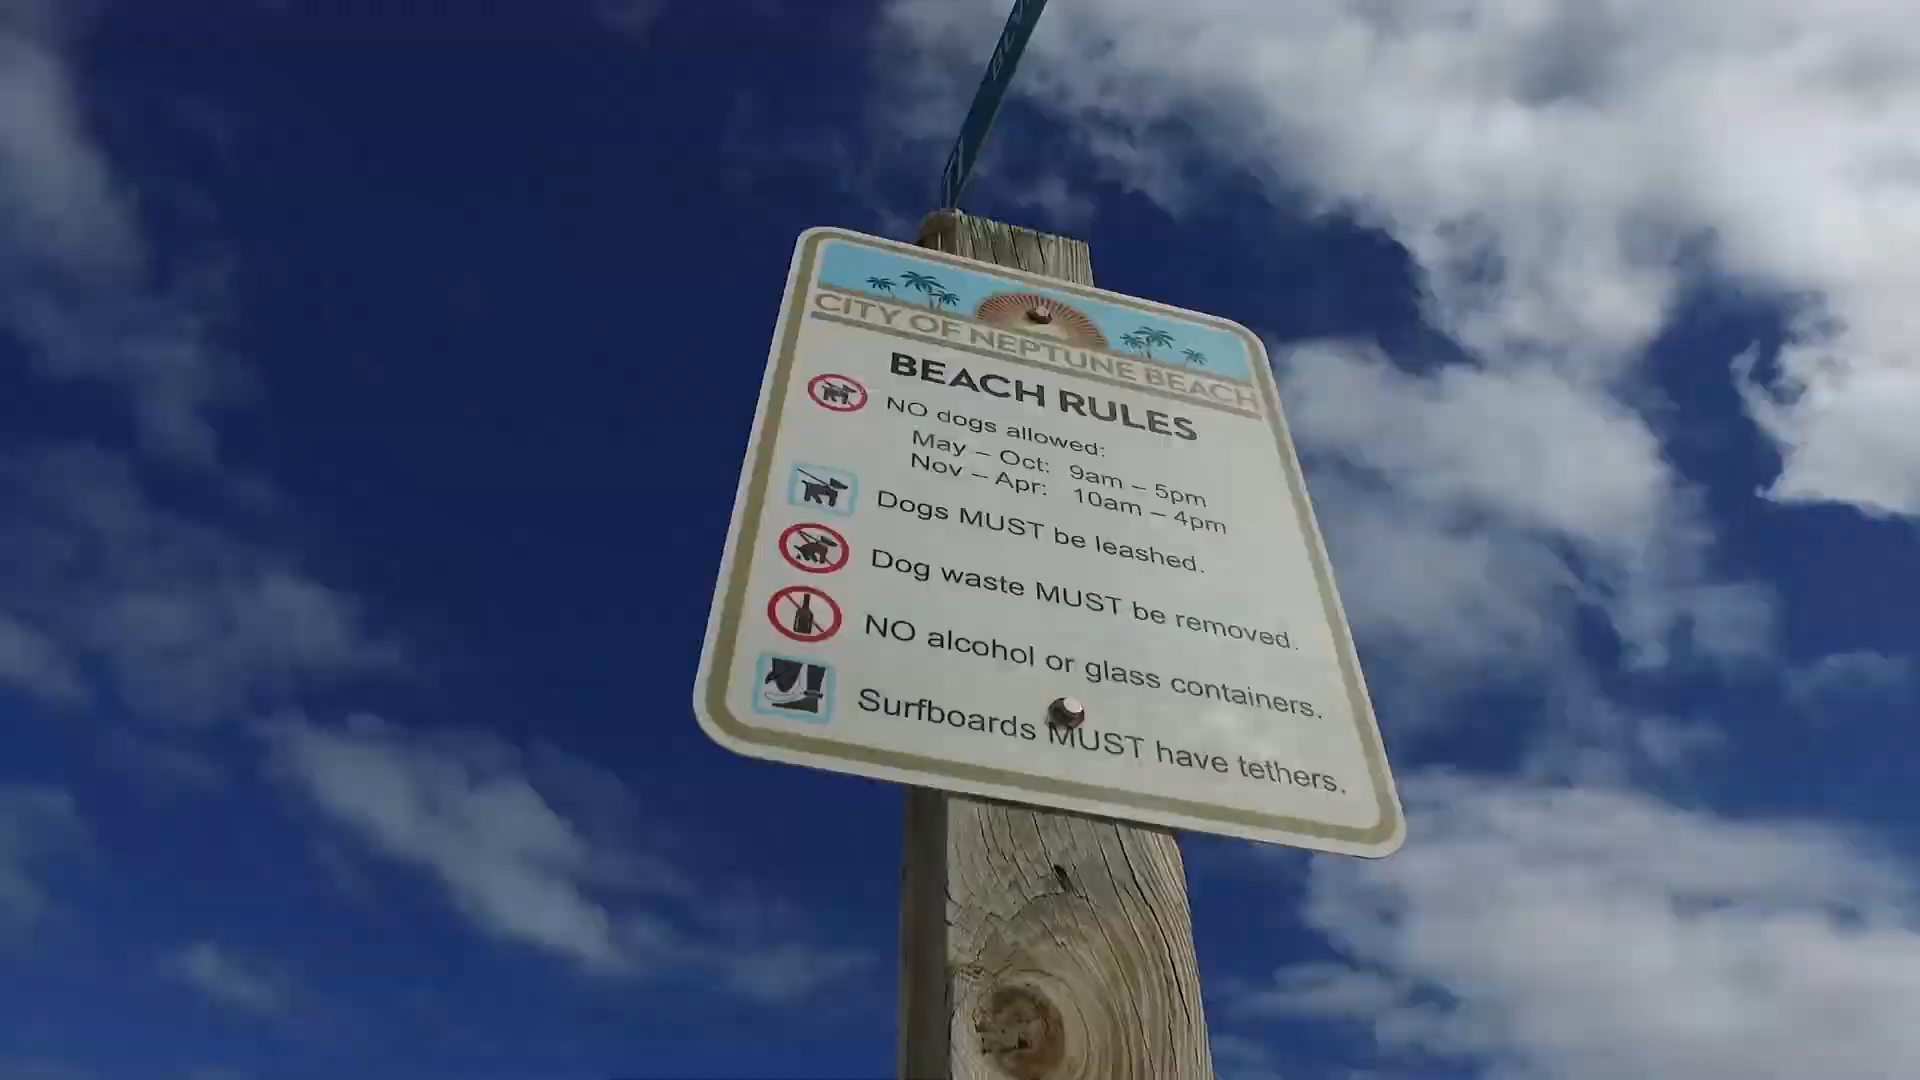 CITY OF NEPTUNE BEACH
BEACH RULES
NO dogs allowed:
May – Oct: 9am – 5pm
Nov – Apr: 10am – 4pm
Dogs MUST be leashed.
Dog waste MUST be removed.
NO alcohol or glass containers.
Surfboards MUST have tethers.